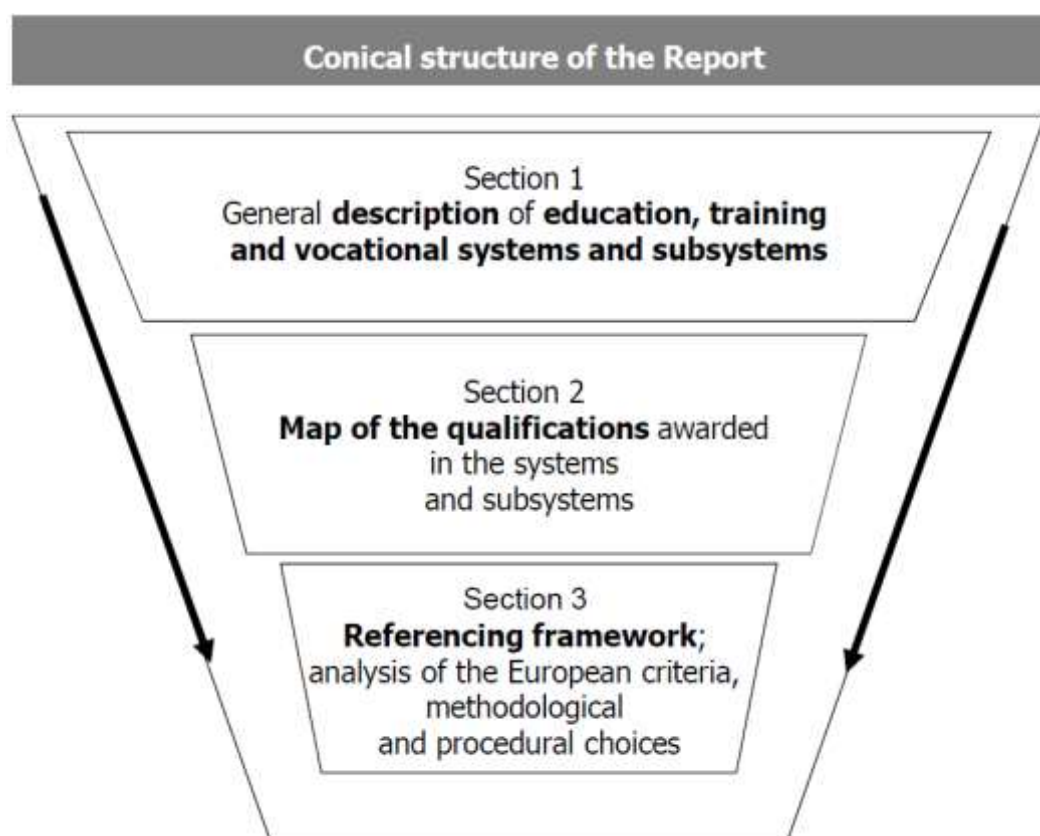 Conical structure of the Report
Section 1
General description of education, training
and vocational systems and subsystems
Section 2
Map of the qualifications awarded
in the systems
and subsystems
Section 3
Referencing framework;
analysis of the European criteria,
methodological
and procedural choices